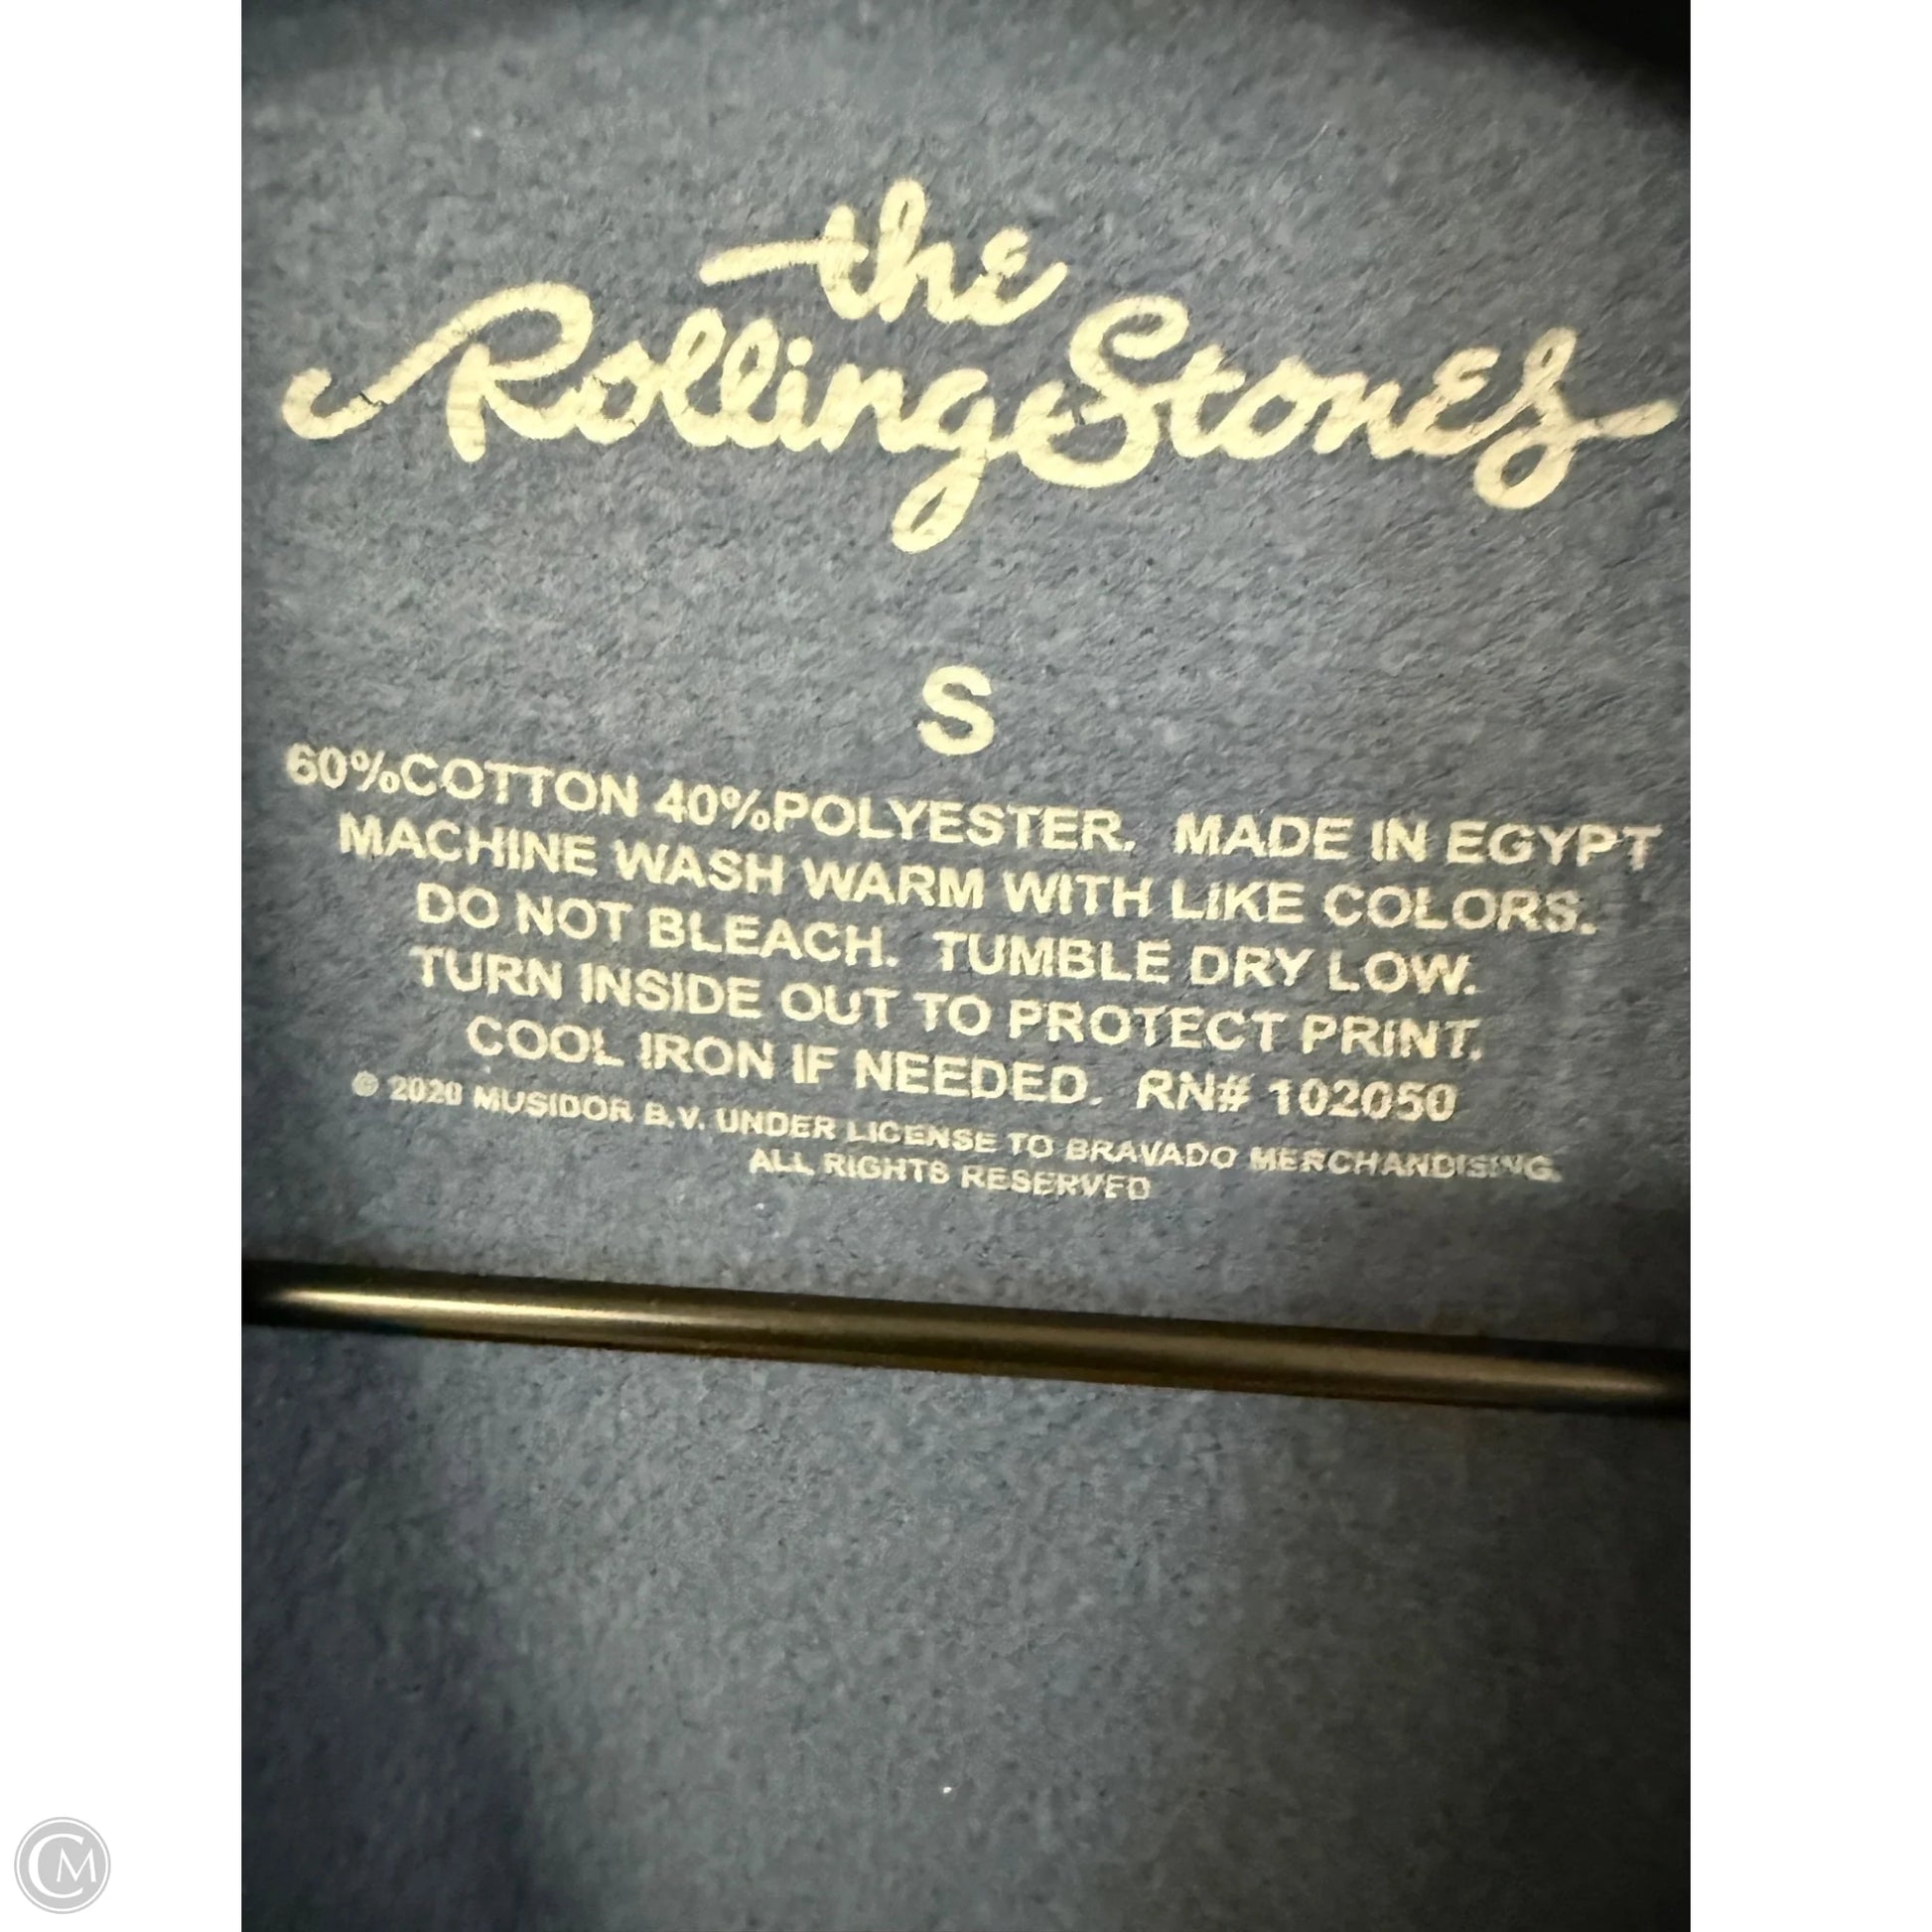 the
Rolling Stones
S
60%COTTON 40%POLYESTER. MADE IN EGYPT
MACHINE WASH WARM WITH LIKE COLORS.
DO NOT BLEACH. TUMBLE DRY LOW.
TURN INSIDE OUT TO PROTECT PRINT.
COOL IRON IF NEEDED. RN# 102050
© 2020 MUSIDOR B.V. UNDER LICENSE TO BRAVADO MERCHANDISING.
ALL RIGHTS RESERVED
CM